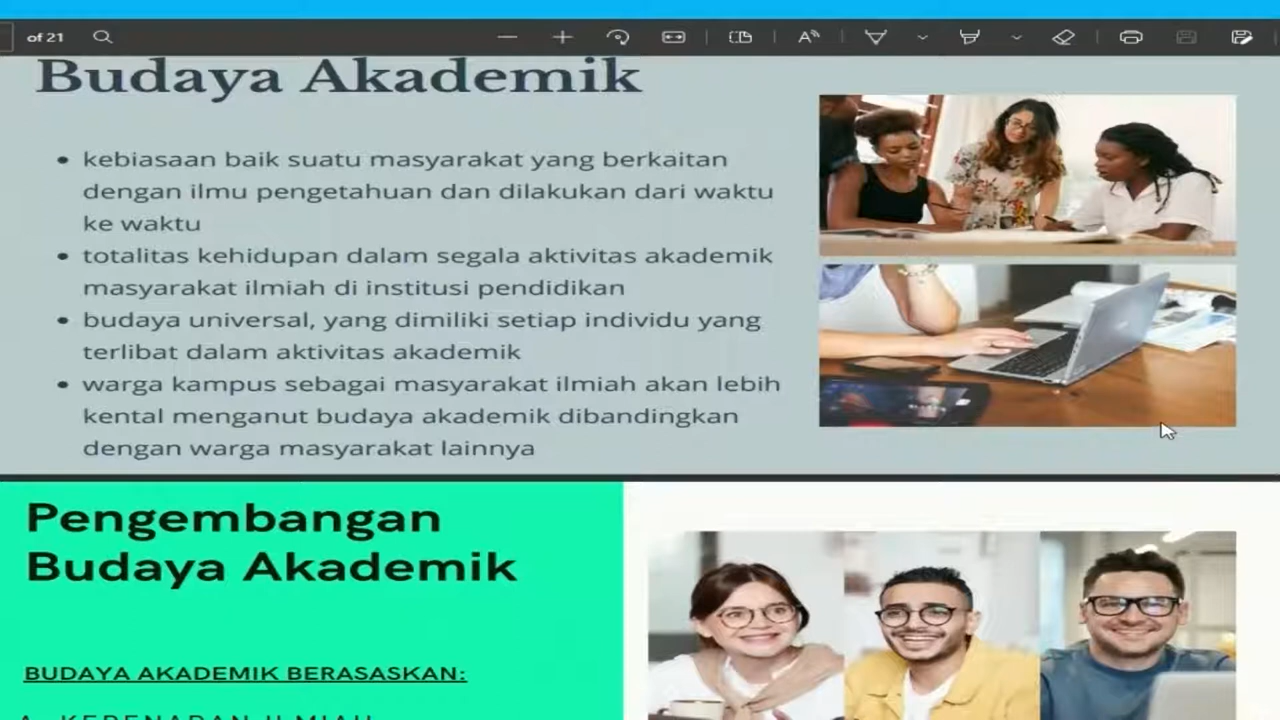 of 21
Budaya Akademik
• kebiasaan baik suatu masyarakat yang berkaitan
dengan ilmu pengetahuan dan dilakukan dari waktu
ke waktu
• totalitas kehidupan dalam segala aktivitas akademik
masyarakat ilmiah di institusi pendidikan
• budaya universal, yang dimiliki setiap individu yang
terlibat dalam aktivitas akademik
• warga kampus sebagai masyarakat ilmiah akan lebih
kental menganut budaya akademik dibandingkan
dengan warga masyarakat lainnya
Pengembangan
Budaya Akademik
BUDAYA AKADEMIK BERASASKAN:
A. KEBENARAN ILMIAH